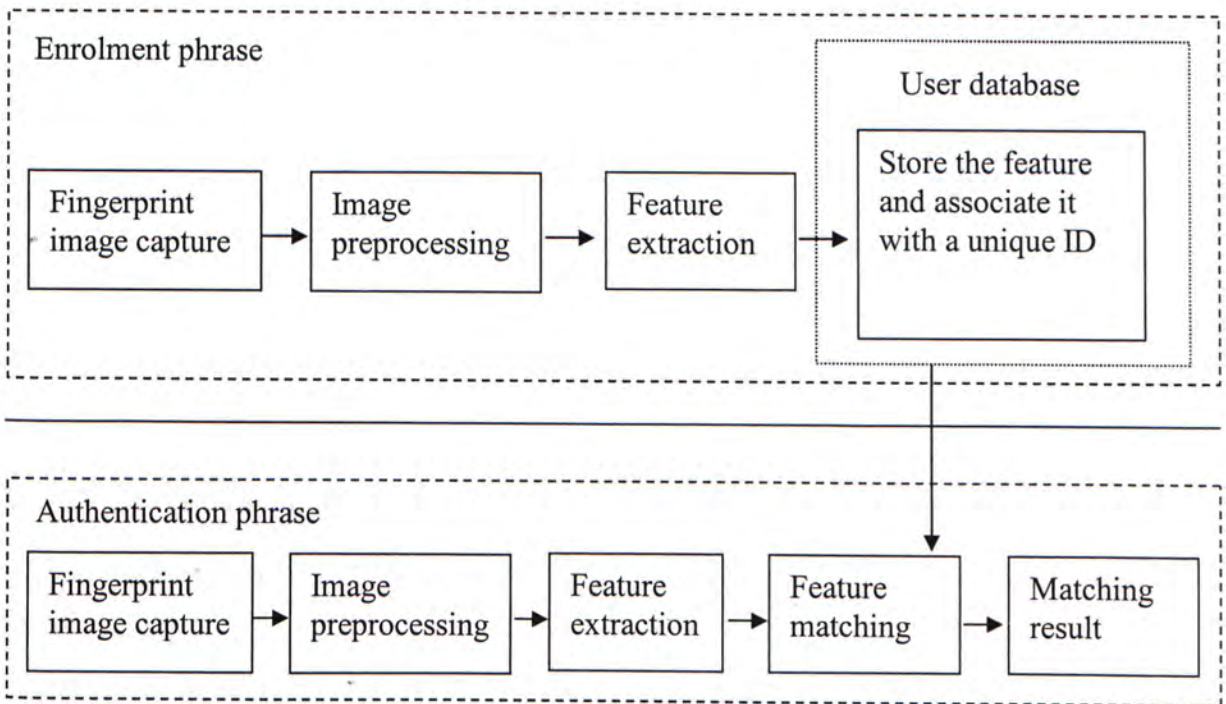 Enrolment phrase
User database
Fingerprint
image capture
Image
preprocessing
Feature
extraction
Store the feature
and associate it
with a unique ID
Authentication phrase
Fingerprint
image capture
Image
preprocessing
Feature
extraction
Feature
matching
Matching
result